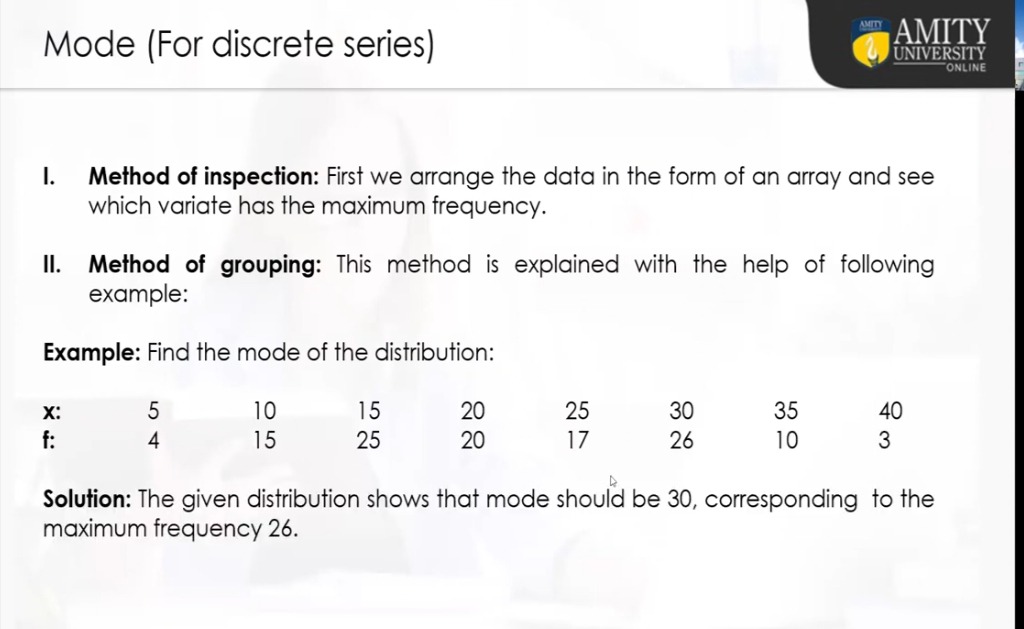 Mode (For discrete series)
AMITY
AMITY
UNIVERSITY
ONLINE
I. Method of inspection: First we arrange the data in the form of an array and see
which variate has the maximum frequency.
II. Method of grouping: This method is explained with the help of following
example:
Example: Find the mode of the distribution:
x: 5 10 15 20 25 30 35 40
f: 4 15 25 20 17 26 10 3
Solution: The given distribution shows that mode should be 30, corresponding to the
maximum frequency 26.